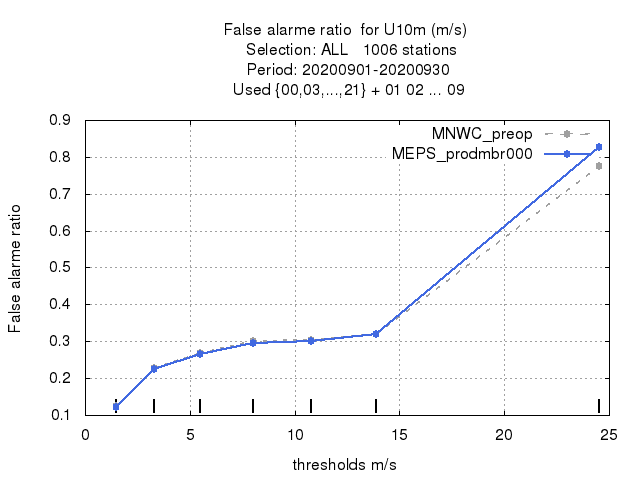 False alarme ratio for U10m (m/s)
Selection: ALL 1006 stations
Period: 20200901-20200930
Used {00,03,...,21} + 01 02 ... 09
MNWC_preop
MEPS_prodmbr000
False alarme ratio
0.9
0.8
0.7
0.6
0.5
0.4
0.3
0.2
0.1
0 5 10 15 20 25
thresholds m/s